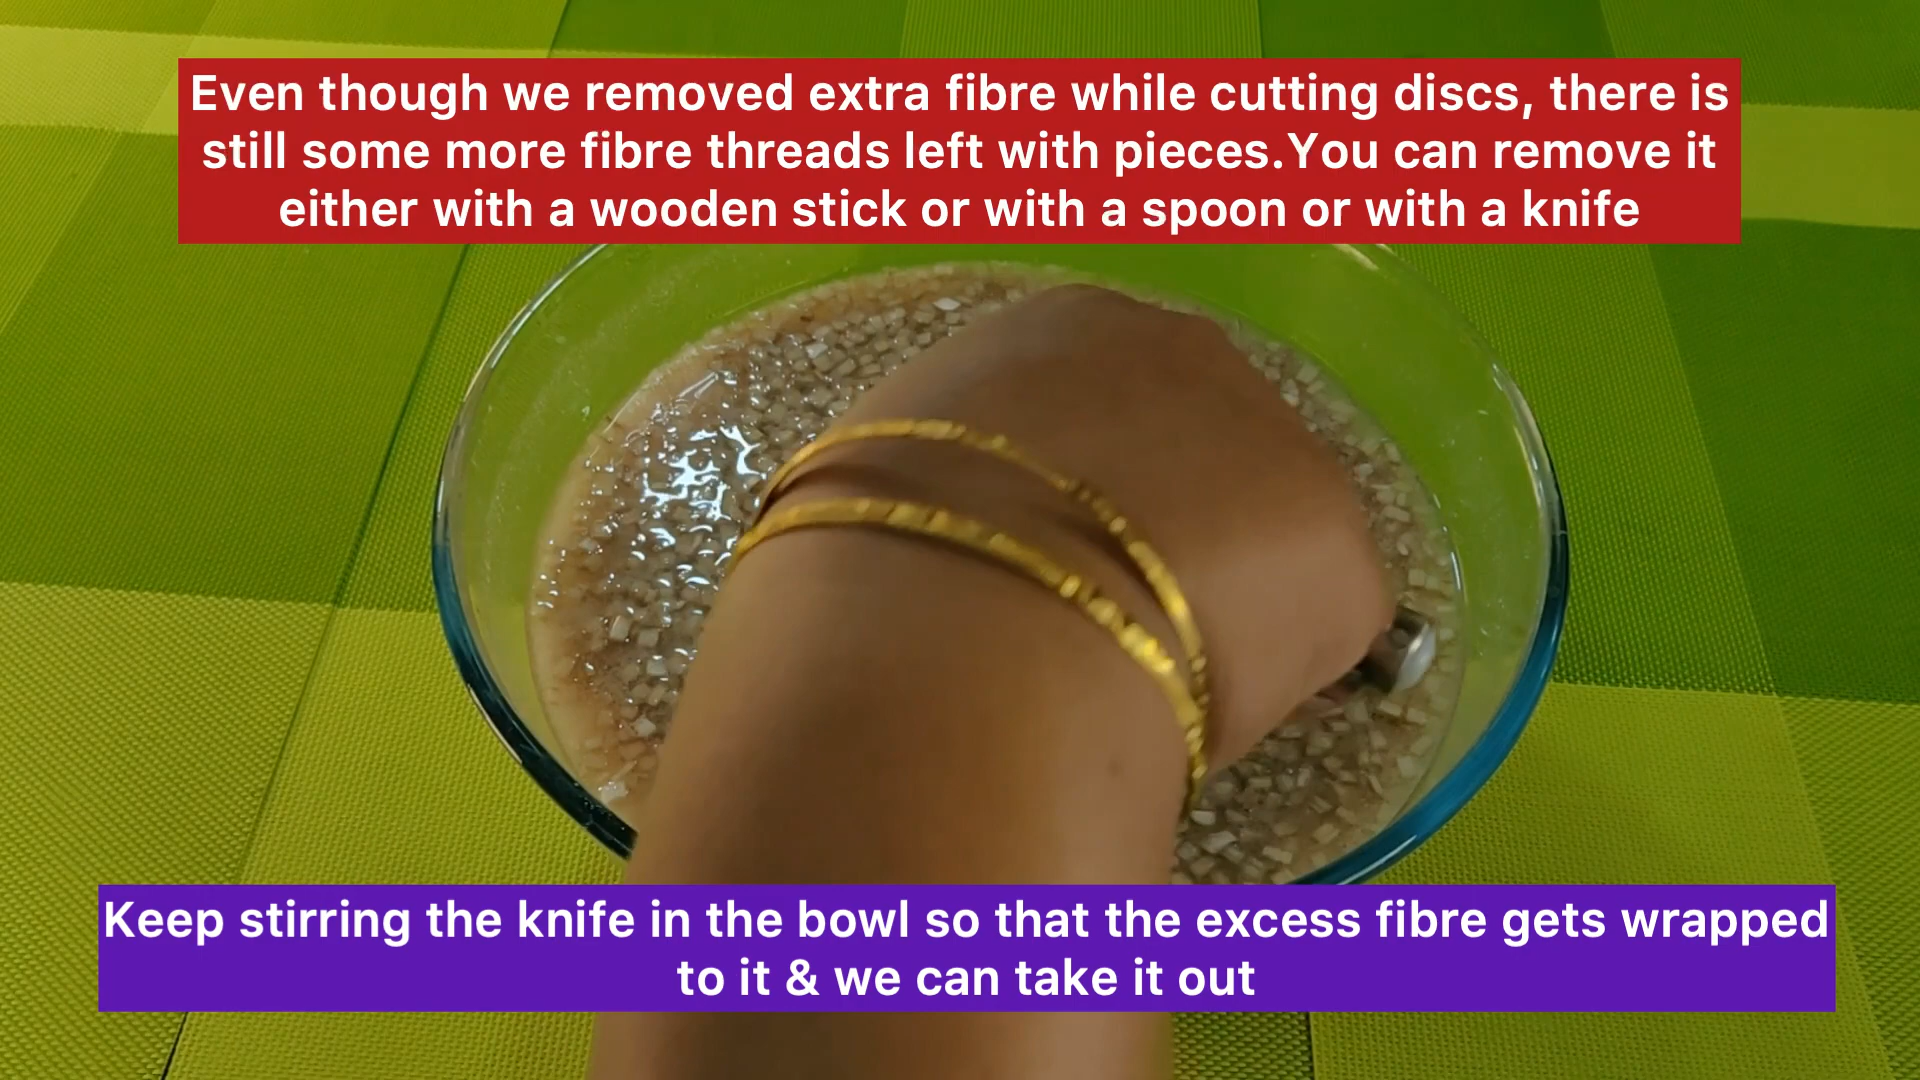 Even though we removed extra fibre while cutting discs, there is
still some more fibre threads left with pieces.You can remove it
either with a wooden stick or with a spoon or with a knife
Keep stirring the knife in the bowl so that the excess fibre gets wrapped
to it & we can take it out